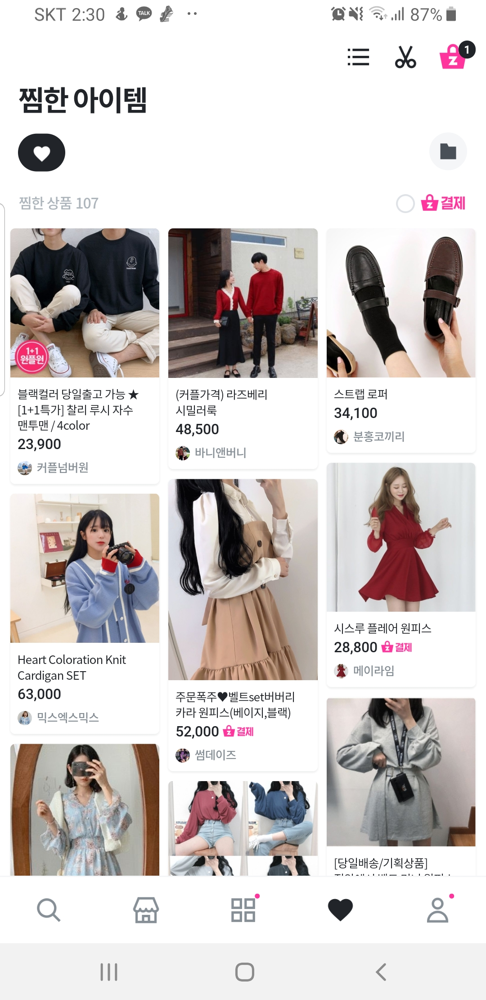 SKT 2:30
TALK
87%
1
찜한 아이템
찜한 상품 107
결제
1+1
원플원
블랙컬러 당일출고 가능 ★
[1+1특가] 찰리 루시 자수
맨투맨 / 4color
23,900
커플넘버원
(커플가격) 라즈베리
시밀러룩
48,500
바니앤버니
스트랩 로퍼
34,100
분홍코끼리
Heart Coloration Knit
Cardigan SET
63,000
믹스엑스믹스
주문폭주♥벨트set버버리
카라 원피스(베이지,블랙)
52,000 결제
썸데이즈
시스루 플레어 원피스
28,800 결제
메이라임
[당일배송/기획상품]